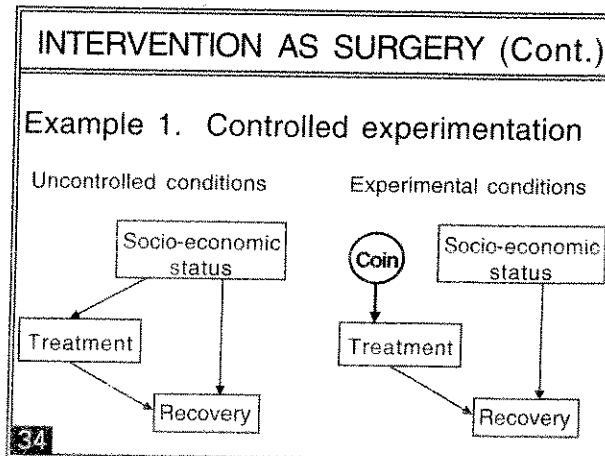 INTERVENTION AS SURGERY (Cont.)
Example 1. Controlled experimentation
Uncontrolled conditions
Socio-economic
status
Treatment
Recovery
Experimental conditions
Coin
Socio-economic
status
Treatment
Recovery
34